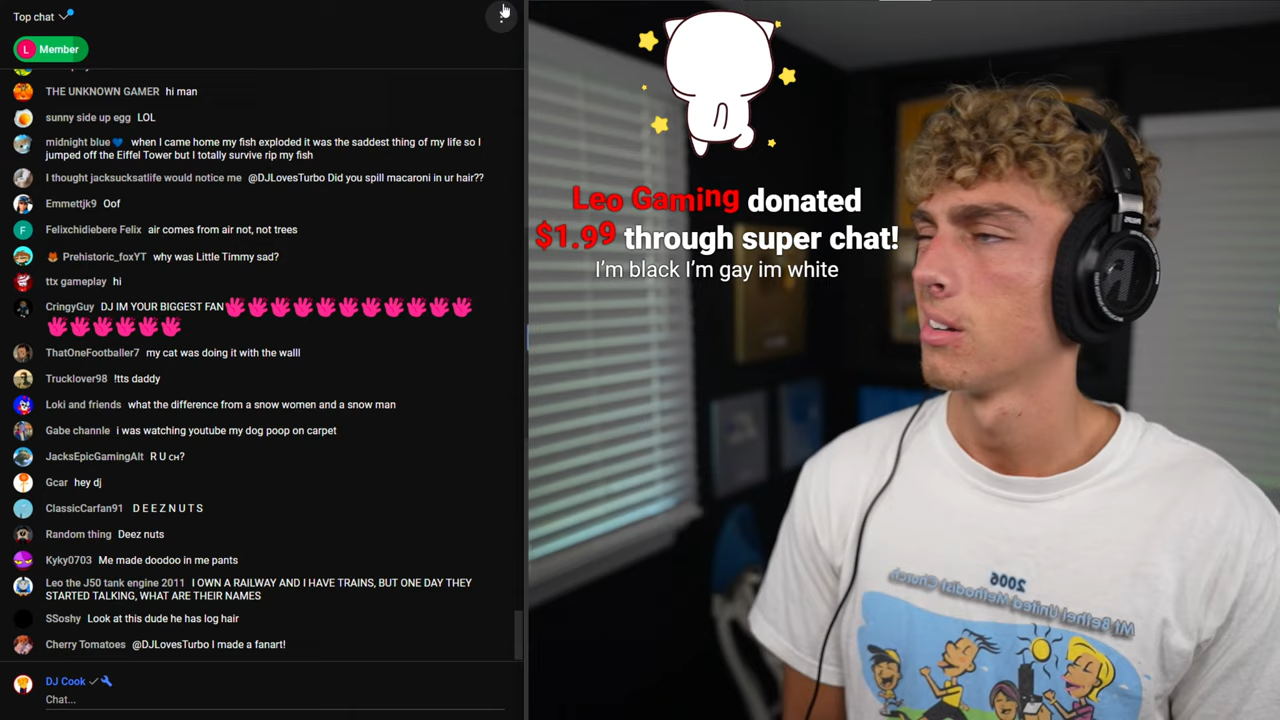 Top chat
L Member
THE UNKNOWN GAMER hi man
sunny side up egg LOL
midnight blue💙 when I came home my fish exploded it was the saddest thing of my life so I
jumped off the Eiffel Tower but I totally survive rip my fish
I thought jacksucksatlife would notice me @DJLovesTurbo Did you spill macaroni in ur hair??
Emmettjk9 Oof
F Felixchidiebere Felix air comes from air not, not trees
🦊 Prehistoric_foxYT why was Little Timmy sad?
ttx gameplay hi
CringyGuy DJ IM YOUR BIGGEST FAN
ThatOneFootballer7 my cat was doing it with the walll
Trucklover98 !tts daddy
Loki and friends what the difference from a snow women and a snow man
Gabe channle i was watching youtube my dog poop on carpet
JacksEpicGamingAlt R U ᴄʜ?
Gcar hey dj
ClassicCarfan91 D E E Z N U T S
Random thing Deez nuts
Kyky0703 Me made doodoo in me pants
Leo the J50 tank engine 2011 I OWN A RAILWAY AND I HAVE TRAINS, BUT ONE DAY THEY
STARTED TALKING, WHAT ARE THEIR NAMES
SSoshy Look at this dude he has log hair
Cherry Tomatoes @DJLovesTurbo I made a fanart!
DJ Cook
Chat...
Leo Gaming donated
$1.99 through super chat!
I'm black I'm gay im white
2006
Mt Bethel United Methodist Church